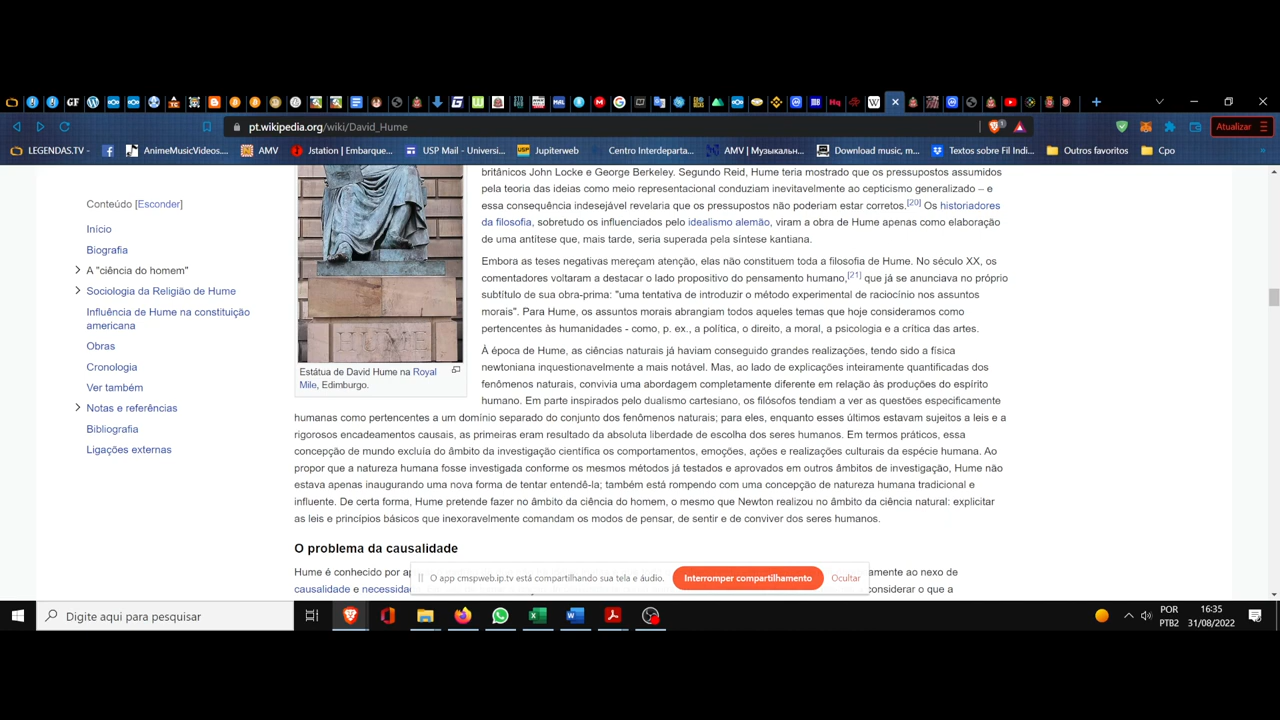 pt.wikipedia.org/wiki/David_Hume
Atualizar
LEGENDAS.TV -
AnimeMusicVideos....
AMV
Jstation | Embarque...
USP Mail - Universi...
Jupiterweb
Centro Interdeparta...
AMV | Музыкальн...
Download music, m...
Textos sobre Fil Indi...
Outros favoritos
Cpo
Conteúdo [Esconder]
Início
Biografia
A "ciência do homem"
Sociologia da Religião de Hume
Influência de Hume na constituição
americana
Obras
Cronologia
Ver também
Notas e referências
Bibliografia
Ligações externas
HUME
Estátua de David Hume na Royal
Mile, Edimburgo.
britânicos John Locke e George Berkeley. Segundo Reid, Hume teria mostrado que os pressupostos assumidos
pela teoria das ideias como meio representacional conduziam inevitavelmente ao cepticismo generalizado – e
essa consequência indesejável revelaria que os pressupostos não poderiam estar corretos.[20] Os historiadores
da filosofia, sobretudo os influenciados pelo idealismo alemão, viram a obra de Hume apenas como elaboração
de uma antítese que, mais tarde, seria superada pela síntese kantiana.
Embora as teses negativas mereçam atenção, elas não constituem toda a filosofia de Hume. No século XX, os
comentadores voltaram a destacar o lado propositivo do pensamento humano,[21] que já se anunciava no próprio
subtítulo de sua obra-prima: "uma tentativa de introduzir o método experimental de raciocínio nos assuntos
morais". Para Hume, os assuntos morais abrangiam todos aqueles temas que hoje consideramos como
pertencentes às humanidades - como, p. ex., a política, o direito, a moral, a psicologia e a crítica das artes.
À época de Hume, as ciências naturais já haviam conseguido grandes realizações, tendo sido a física
newtoniana inquestionavelmente a mais notável. Mas, ao lado de explicações inteiramente quantificadas dos
fenômenos naturais, convivia uma abordagem completamente diferente em relação às produções do espírito
humano. Em parte inspirados pelo dualismo cartesiano, os filósofos tendiam a ver as questões especificamente
humanas como pertencentes a um domínio separado do conjunto dos fenômenos naturais; para eles, enquanto esses últimos estavam sujeitos a leis e a
rigorosos encadeamentos causais, as primeiras eram resultado da absoluta liberdade de escolha dos seres humanos. Em termos práticos, essa
concepção de mundo excluía do âmbito da investigação científica os comportamentos, emoções, ações e realizações culturais da espécie humana. Ao
propor que a natureza humana fosse investigada conforme os mesmos métodos já testados e aprovados em outros âmbitos de investigação, Hume não
estava apenas inaugurando uma nova forma de tentar entendê-la; também está rompendo com uma concepção de natureza humana tradicional e
influente. De certa forma, Hume pretende fazer no âmbito da ciência do homem, o mesmo que Newton realizou no âmbito da ciência natural: explicitar
as leis e princípios básicos que inexoravelmente comandam os modos de pensar, de sentir e de conviver dos seres humanos.
O problema da causalidade
Hume é conhecido por ap amente ao nexo de
causalidade e necessida onsiderar o que a
O app cmspweb.ip.tv está compartilhando sua tela e áudio.
Interromper compartilhamento
Ocultar
Digite aqui para pesquisar
POR
PTB2
16:35
31/08/2022